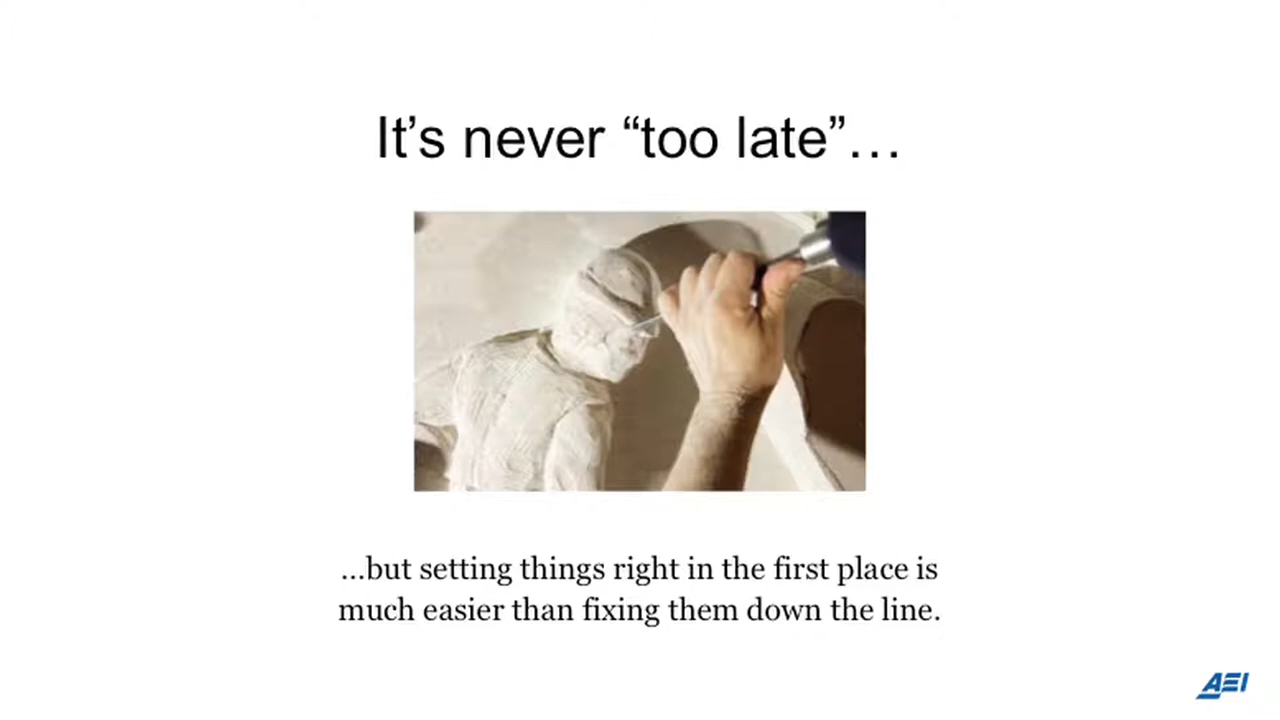 It’s never “too late”…
…but setting things right in the first place is
much easier than fixing them down the line.
AEI